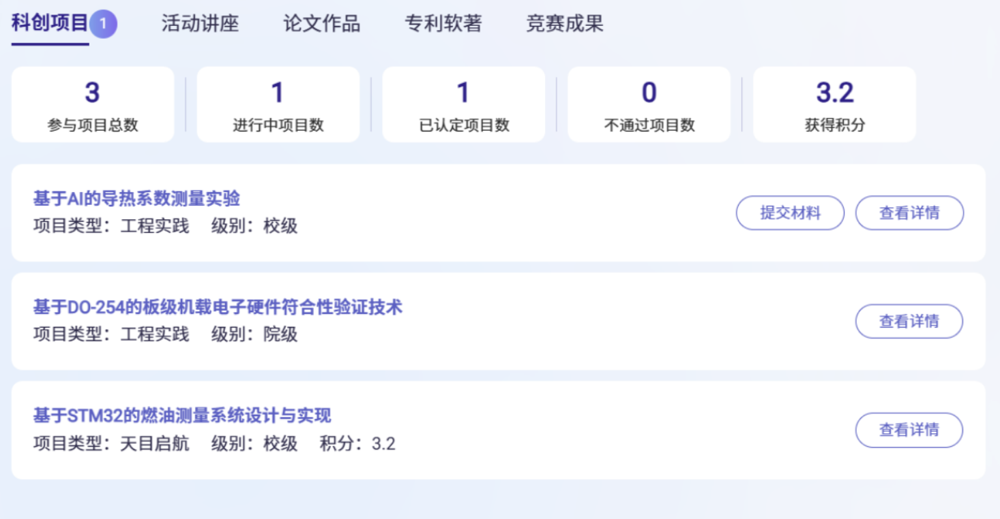 科创项目 1 活动讲座 论文作品 专利软著 竞赛成果
3 1 1 0 3.2
参与项目总数 进行中项目数 已认定项目数 不通过项目数 获得积分
基于AI的导热系数测量实验
项目类型：工程实践 级别：校级
提交材料 查看详情
基于DO-254的板级机载电子硬件符合性验证技术
项目类型：工程实践 级别：院级
查看详情
基于STM32的燃油测量系统设计与实现
项目类型：天目启航 级别：校级 积分：3.2
查看详情